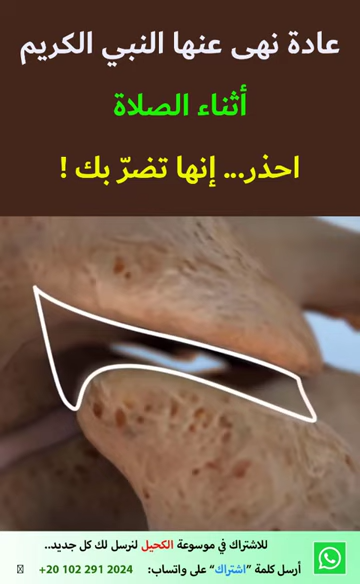 عادة نهى عنها النبي الكريم
أثناء الصلاة
احذر... إنها تضرّ بك !
للاشتراك في موسوعة الكحيل لنرسل لك كل جديد..
أرسل كلمة "اشتراك" على واتساب: +20 102 291 2024